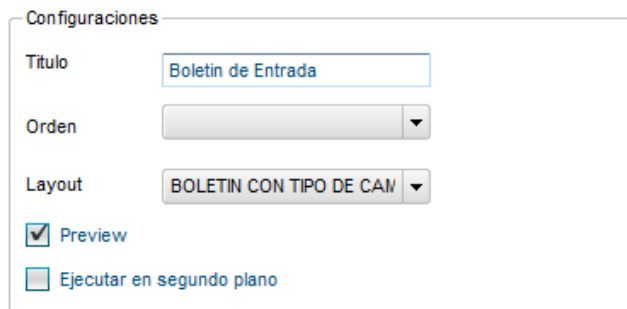 Configuraciones
Titulo
Boletin de Entrada
Orden
Layout
BOLETIN CON TIPO DE CAM
Preview
Ejecutar en segundo plano